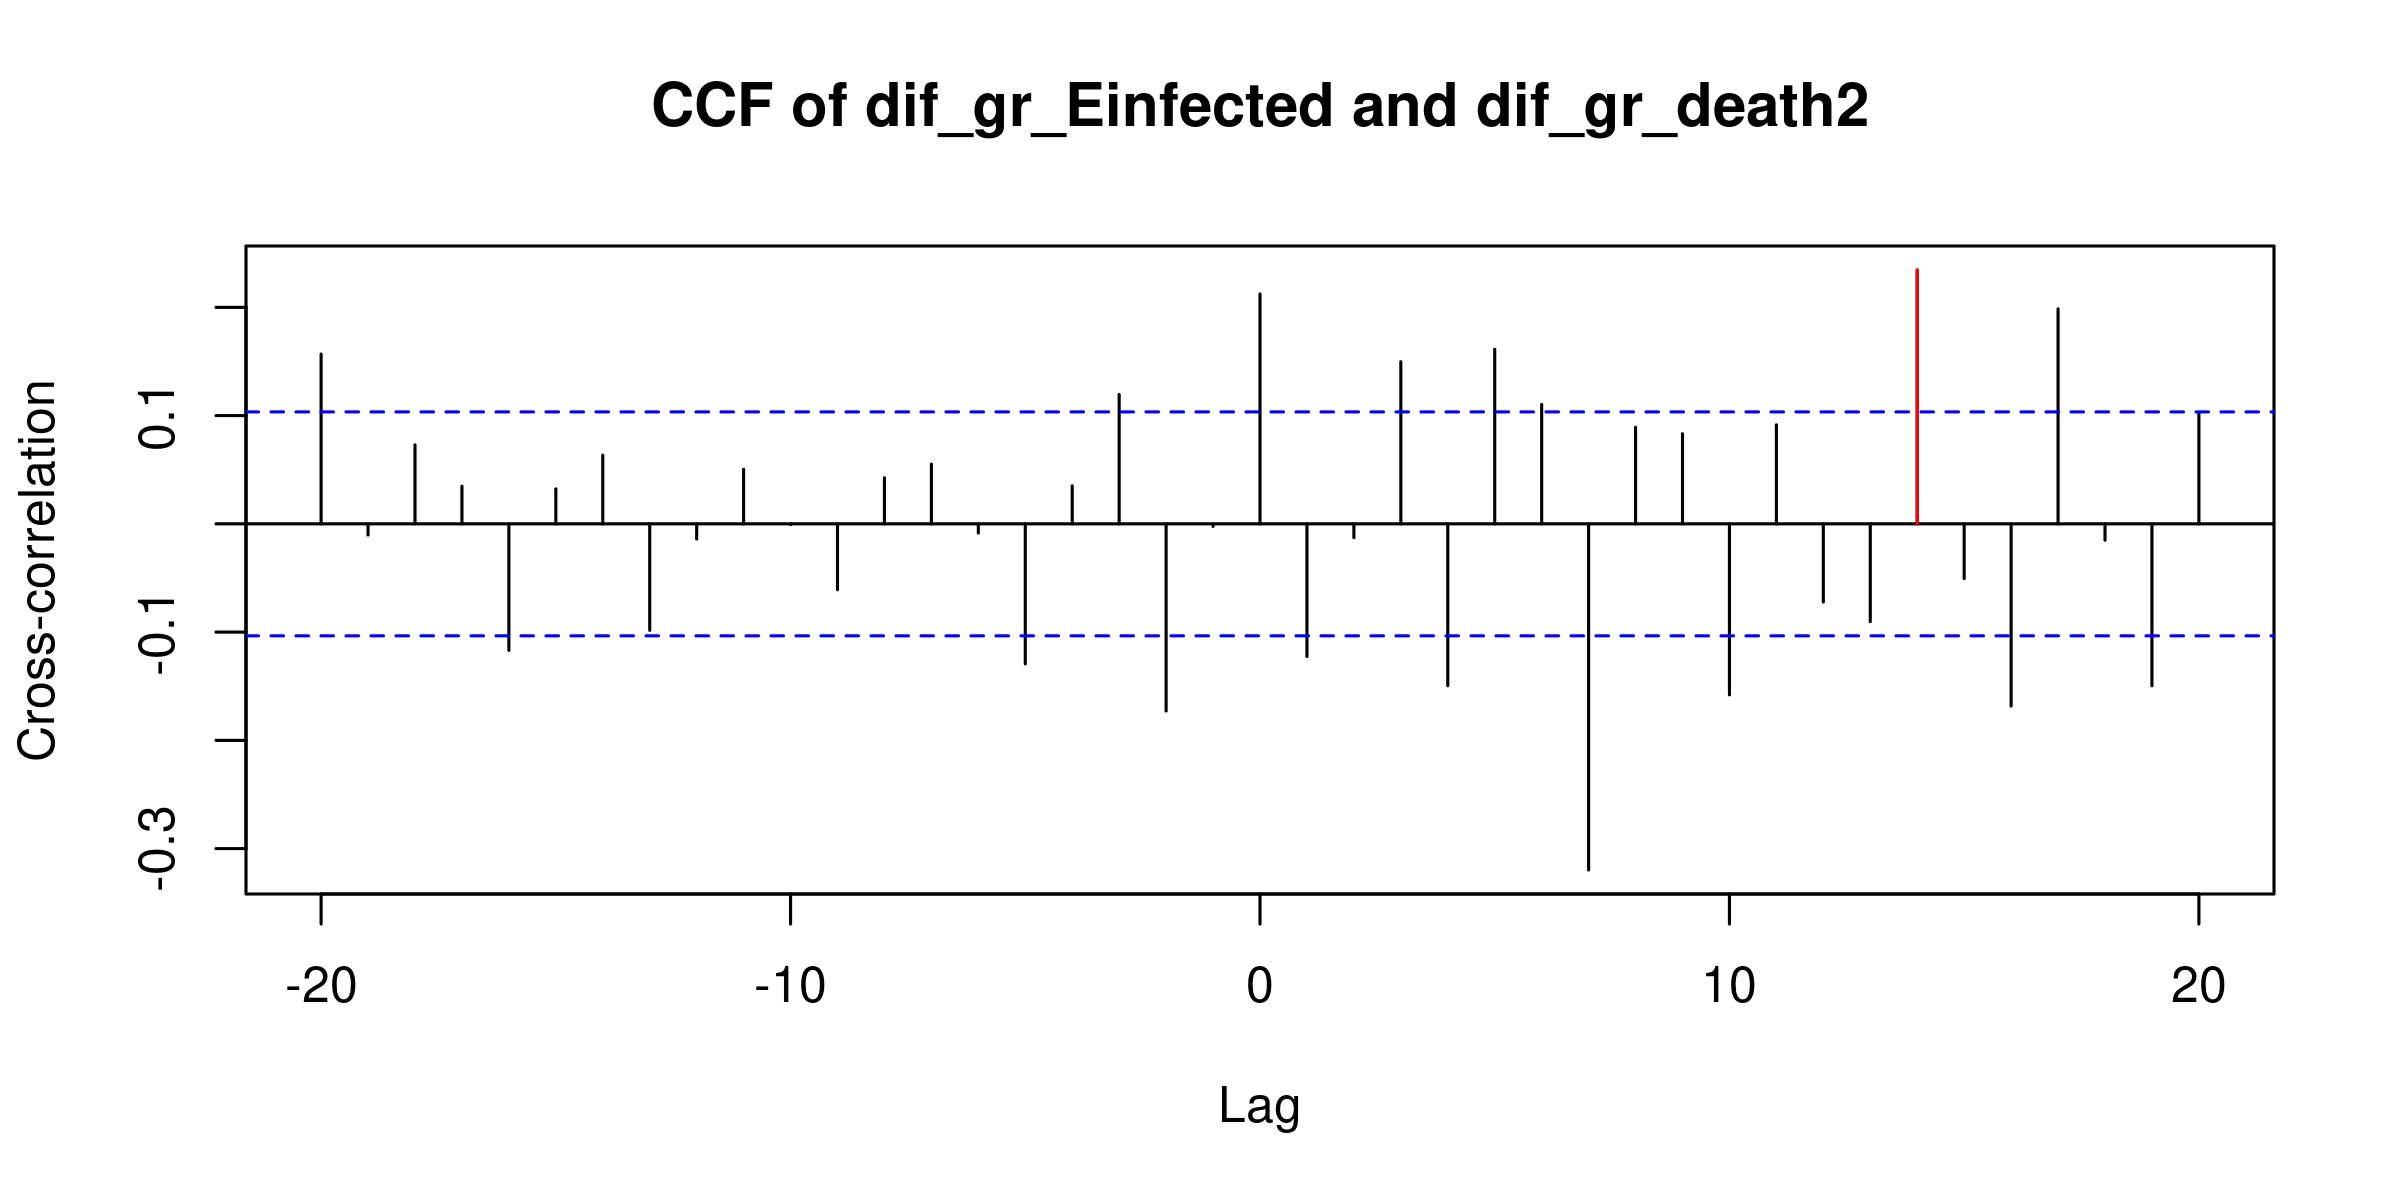 CCF of dif_gr_Einfected and dif_gr_death2
Cross-correlation
0.1
-0.1
-0.3
-20 -10 0 10 20
Lag